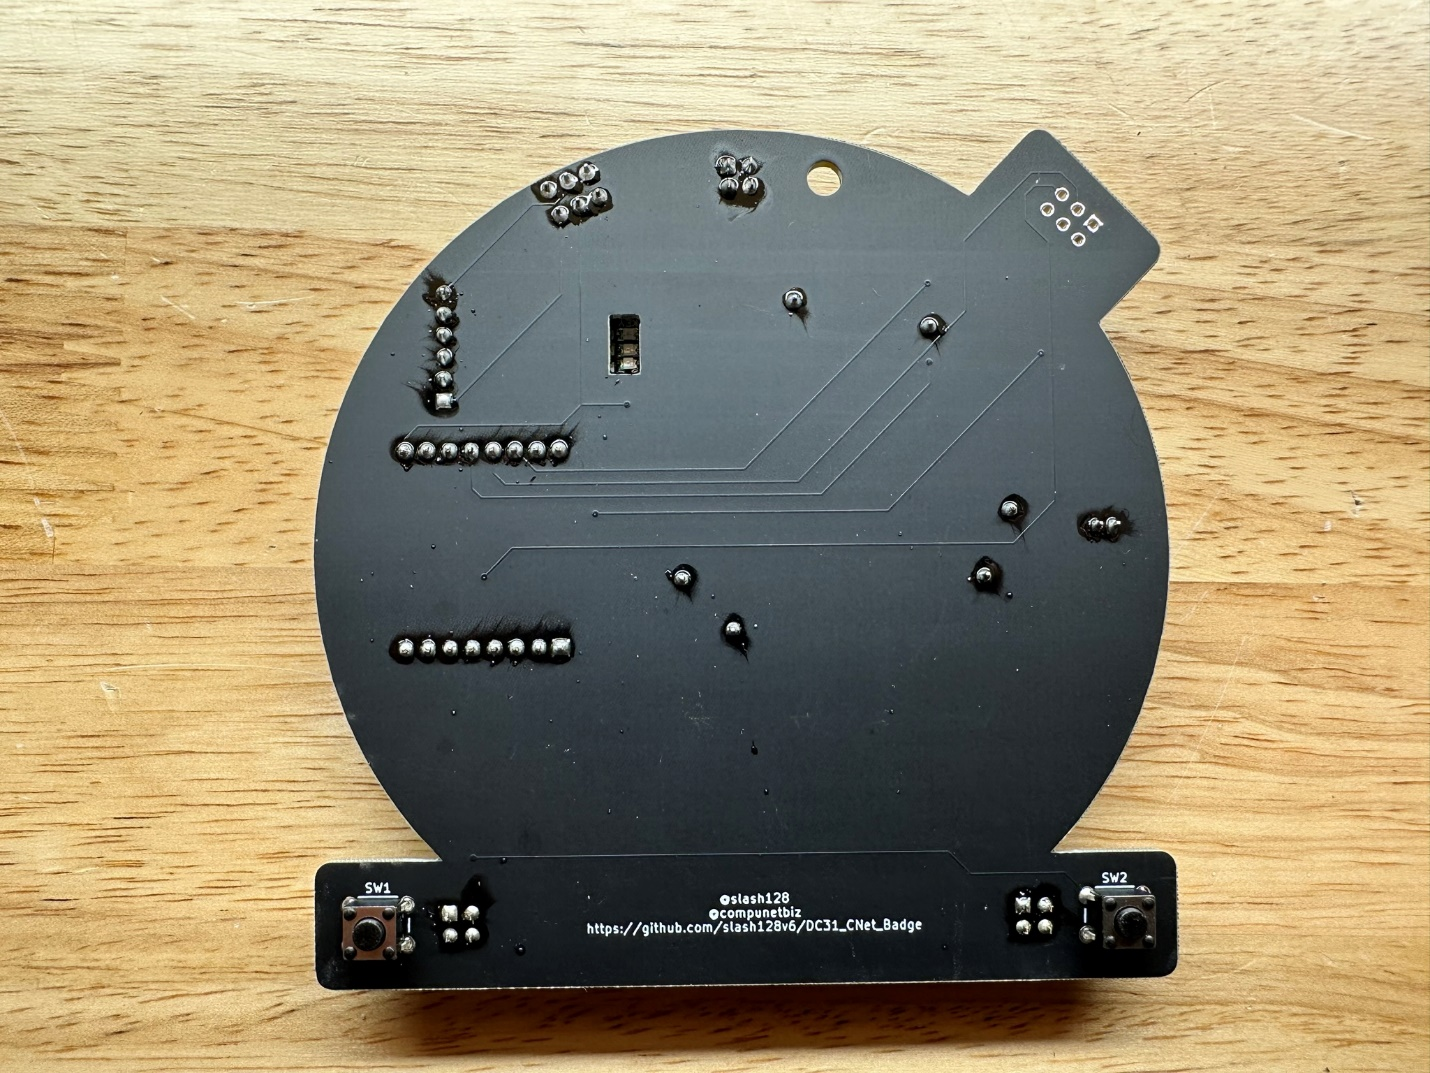 SW1
SW2
@slash128
@compunetbiz
https://github.com/slash128v6/DC31_CNet_Badge